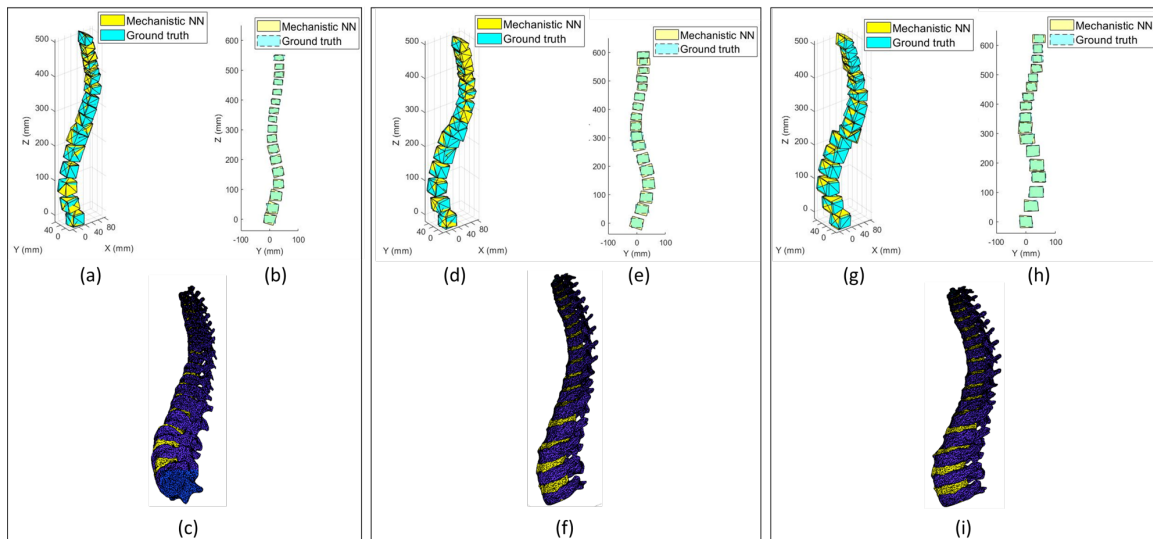 Mechanistic NN
Ground truth
500
400
300
200
100
0
Z (mm)
40
0
Y (mm)
0
40
80
X (mm)
(a)
Mechanistic NN
Ground truth
600
500
400
300
200
100
0
Z (mm)
-100
0
100
Y (mm)
(b)
(c)
Mechanistic NN
Ground truth
500
400
300
200
100
0
Z (mm)
40
0
Y (mm)
0
40
80
X (mm)
(d)
Mechanistic NN
Ground truth
600
500
400
300
200
100
0
Z (mm)
-100
0
100
Y (mm)
(e)
(f)
Mechanistic NN
Ground truth
500
400
300
200
100
0
Z (mm)
40
0
Y (mm)
0
40
80
X (mm)
(g)
Mechanistic NN
Ground truth
600
500
400
300
200
100
0
Z (mm)
-100
0
100
Y (mm)
(h)
(i)